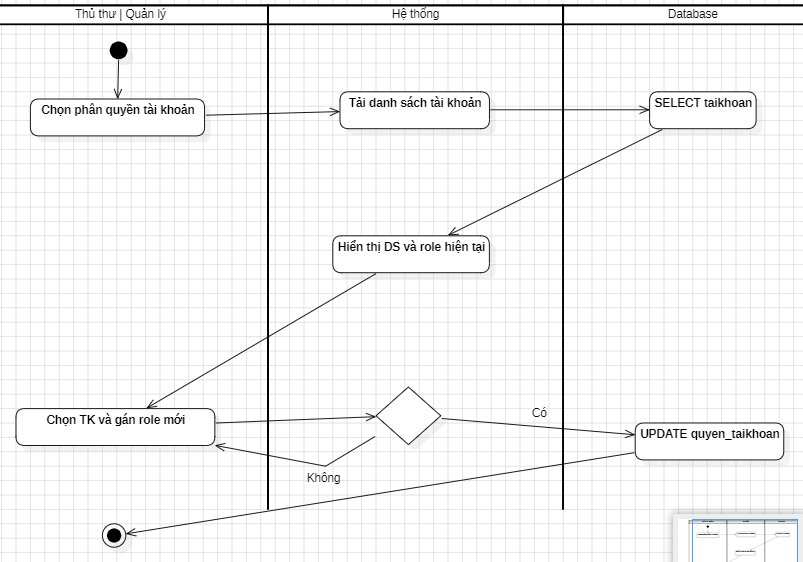 Thủ thư | Quản lý
Hệ thống
Database
Chọn phân quyền tài khoản
Tải danh sách tài khoản
SELECT taikhoan
Hiển thị DS và role hiện tại
Chọn TK và gán role mới
Có
UPDATE quyen_taikhoan
Không